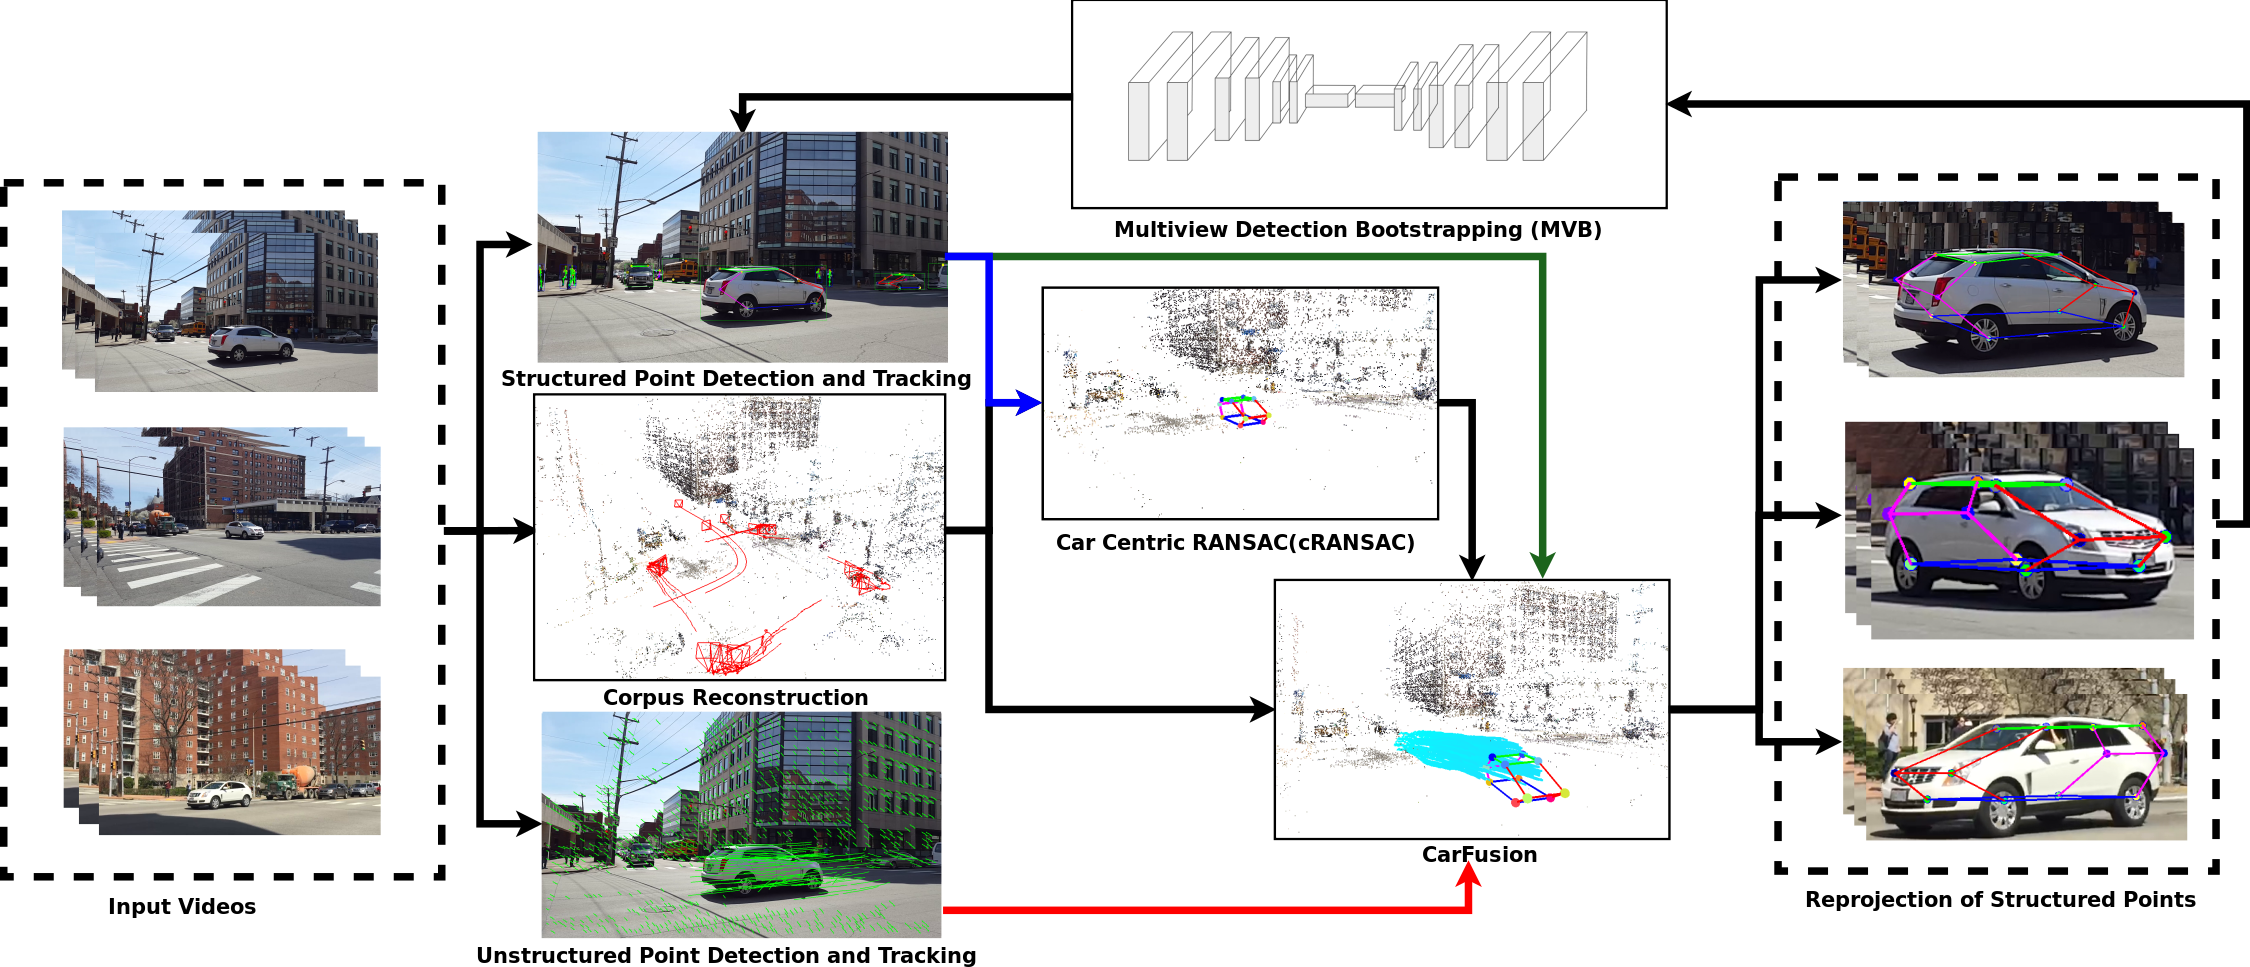 Multiview Detection Bootstrapping (MVB)
Structured Point Detection and Tracking
Car Centric RANSAC(cRANSAC)
Corpus Reconstruction
CarFusion
Input Videos
Reprojection of Structured Points
Unstructured Point Detection and Tracking